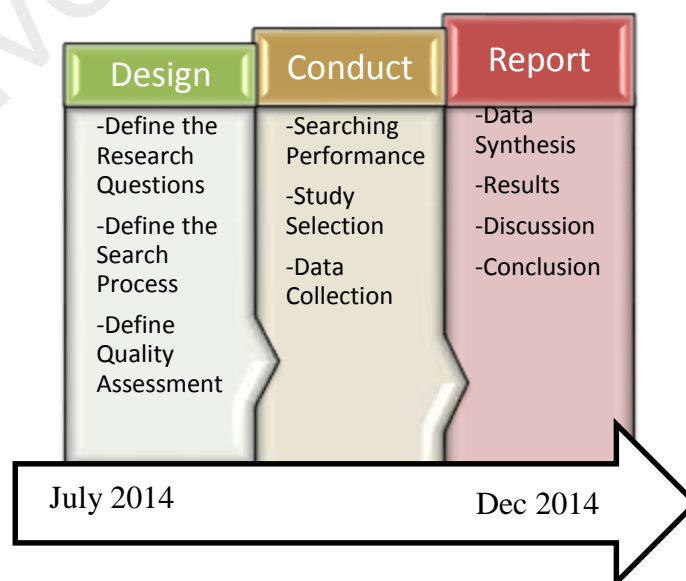 Design
-Define the
Research
Questions
-Define the
Search
Process
-Define
Quality
Assessment
Conduct
-Searching
Performance
-Study
Selection
-Data
Collection
Report
-Data
Synthesis
-Results
-Discussion
-Conclusion
July 2014
Dec 2014